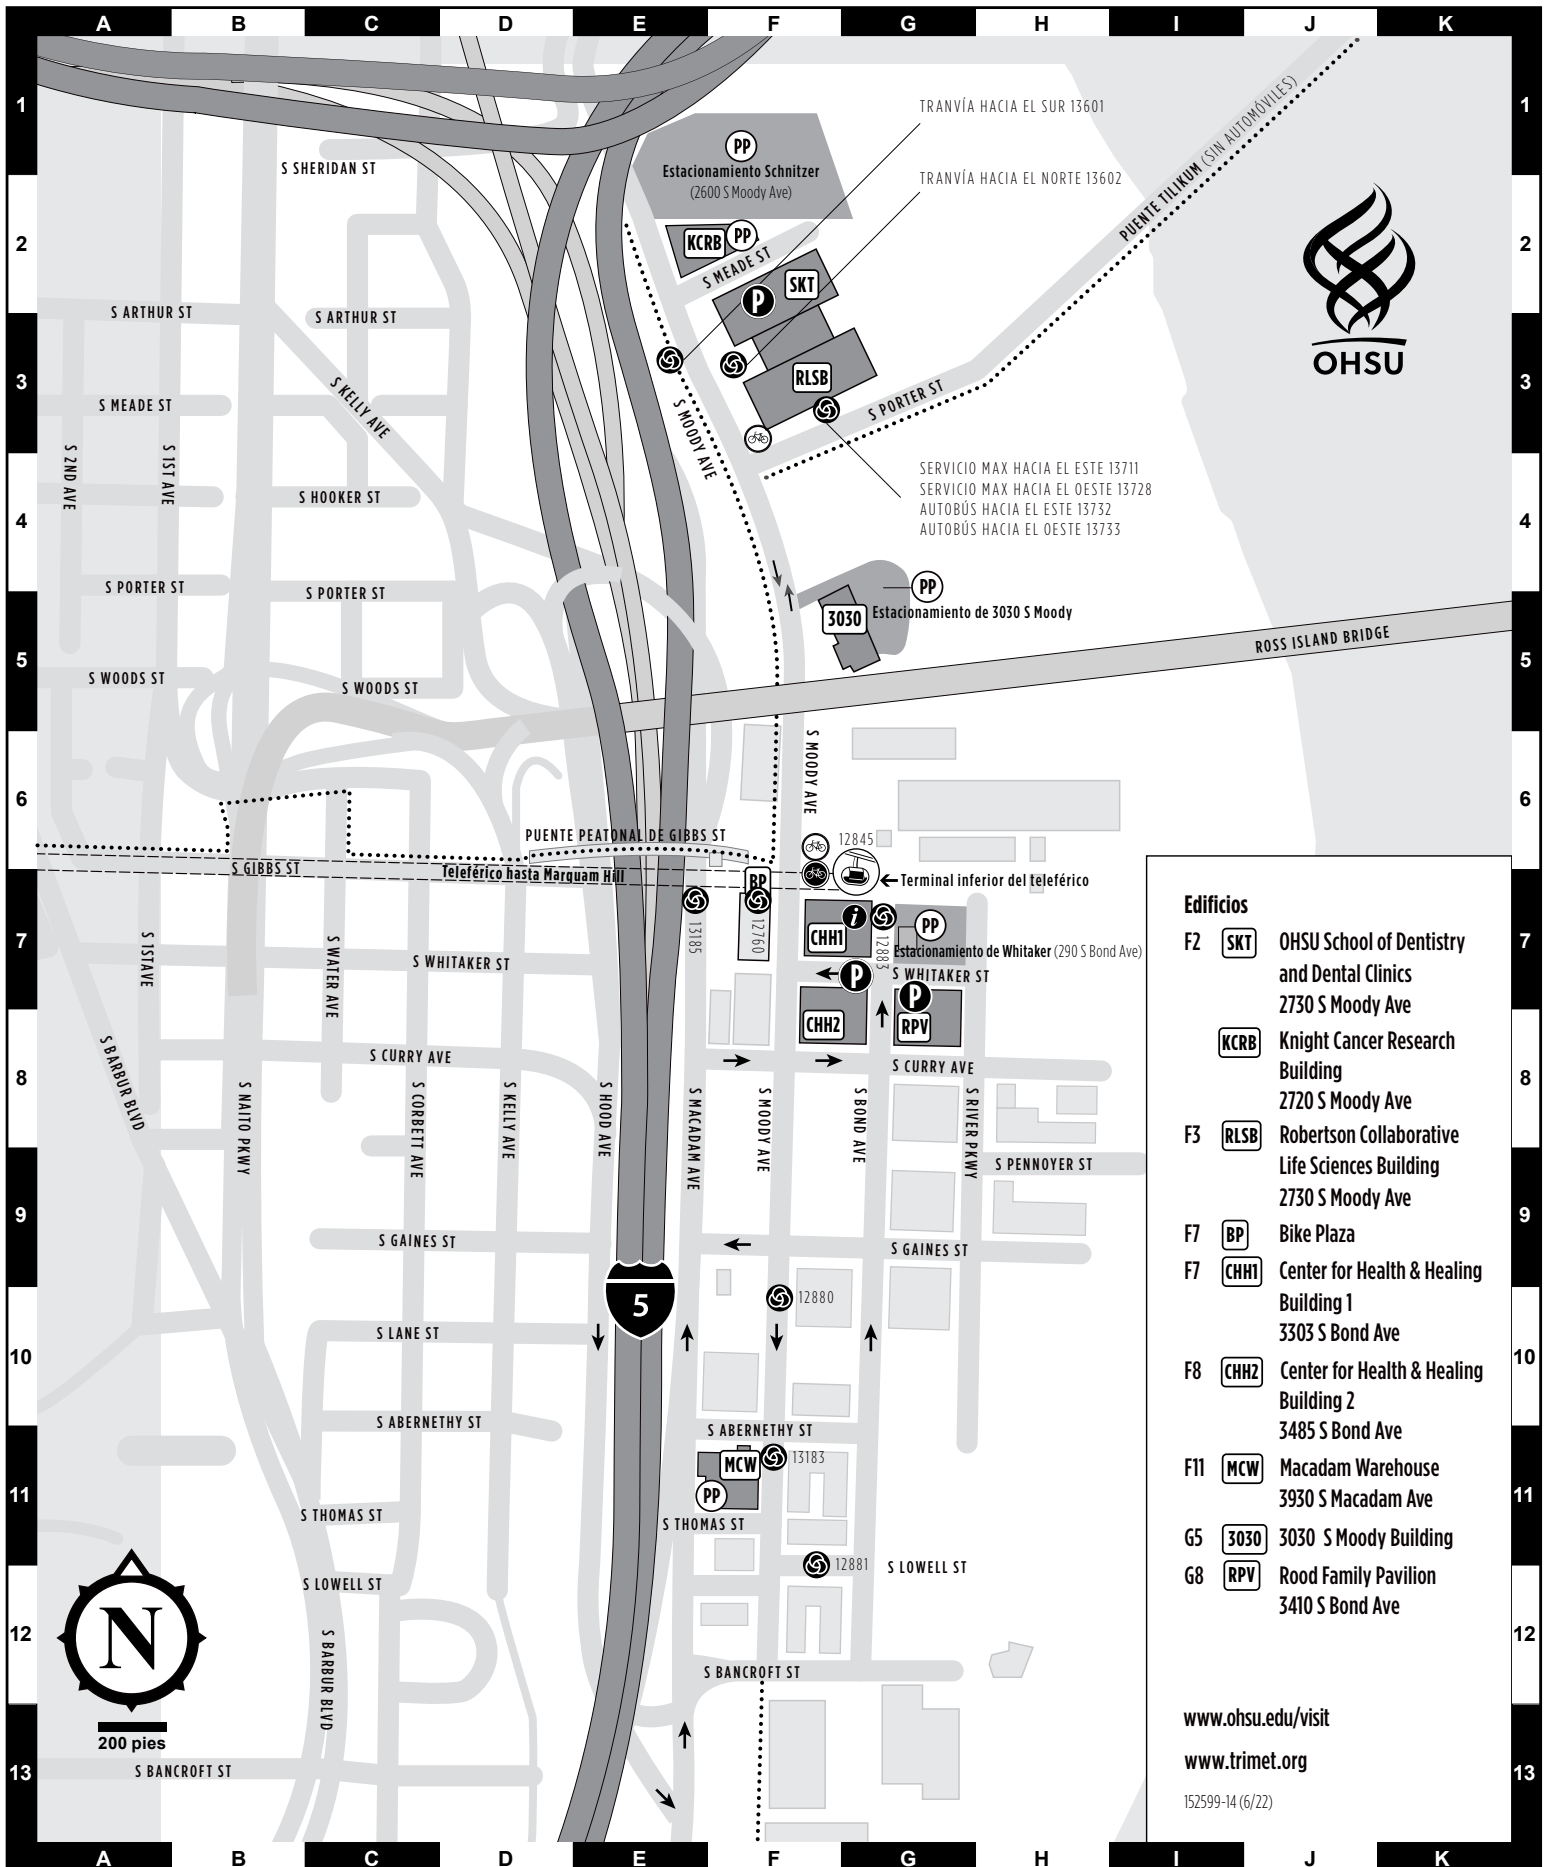 A B C D E F G H I J K
1
1
TRANVÍA HACIA EL SUR 13601
PP
S SHERIDAN ST
Estacionamiento Schnitzer
(2600 S Moody Ave)
TRANVÍA HACIA EL NORTE 13602
PUENTE TILIKUM (SIN AUTOMÓVILES)
2
2
KCRB
PP
S MEADE ST
SKT
P
S ARTHUR ST
S ARTHUR ST
OHSU
3
3
RLSB
S KELLY AVE
S MEADE ST
S MOODY AVE
S PORTER ST
S 2ND AVE
S 1ST AVE
S HOOKER ST
SERVICIO MAX HACIA EL ESTE 13711
SERVICIO MAX HACIA EL OESTE 13728
AUTOBÚS HACIA EL ESTE 13732
AUTOBÚS HACIA EL OESTE 13733
4
4
S PORTER ST
S PORTER ST
PP
3030
Estacionamiento de 3030 S Moody
ROSS ISLAND BRIDGE
5
5
S WOODS ST
S WOODS ST
S MOODY AVE
6
6
PUENTE PEATONAL DE GIBBS ST
12845
S GIBBS ST
Teleférico hasta Marquam Hill
BP
Terminal inferior del teleférico
7
7
S 1ST AVE
S WATER AVE
S WHITAKER ST
13185
12760
CHH1
i
12883
PP
Estacionamiento de Whitaker (290 S Bond Ave)
S WHITAKER ST
P
P
CHH2
RPV
S BARBUR BLVD
S CURRY AVE
S CURRY AVE
8
8
S NAITO PKWY
S CORBETT AVE
S KELLY AVE
S HOOD AVE
S MACADAM AVE
S MOODY AVE
S BOND AVE
S RIVER PKWY
S PENNOYER ST
9
9
S GAINES ST
S GAINES ST
5
12880
S LANE ST
10
10
S ABERNETHY ST
S ABERNETHY ST
MCW
13183
PP
11
11
S THOMAS ST
S THOMAS ST
12881
S LOWELL ST
S LOWELL ST
12
12
N
S BARBUR BLVD
S BANCROFT ST
200 pies
S BANCROFT ST
13
13
Edificios
F2 SKT OHSU School of Dentistry
and Dental Clinics
2730 S Moody Ave
KCRB Knight Cancer Research
Building
2720 S Moody Ave
F3 RLSB Robertson Collaborative
Life Sciences Building
2730 S Moody Ave
F7 BP Bike Plaza
F7 CHH1 Center for Health & Healing
Building 1
3303 S Bond Ave
F8 CHH2 Center for Health & Healing
Building 2
3485 S Bond Ave
F11 MCW Macadam Warehouse
3930 S Macadam Ave
G5 3030 3030 S Moody Building
G8 RPV Rood Family Pavilion
3410 S Bond Ave
www.ohsu.edu/visit
www.trimet.org
152599-14 (6/22)
A B C D E F G H I J K